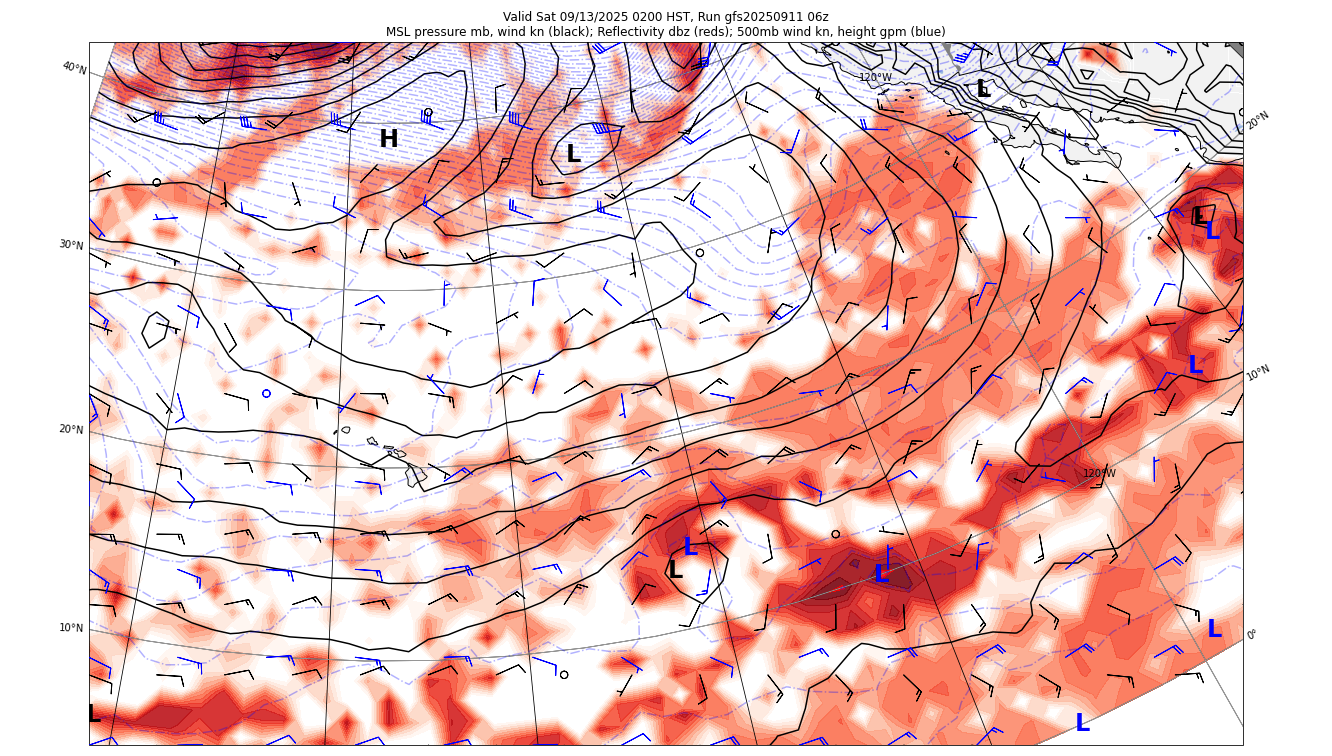 Valid Sat 09/13/2025 0200 HST, Run gfs20250911 06z
MSL pressure mb, wind kn (black); Reflectivity dbz (reds); 500mb wind kn, height gpm (blue)
40°N
120°W
L
20°N
H
L
L
L
30°N
L
10°N
20°N
120°W
L
L
L
10°N
L
0°
L
L